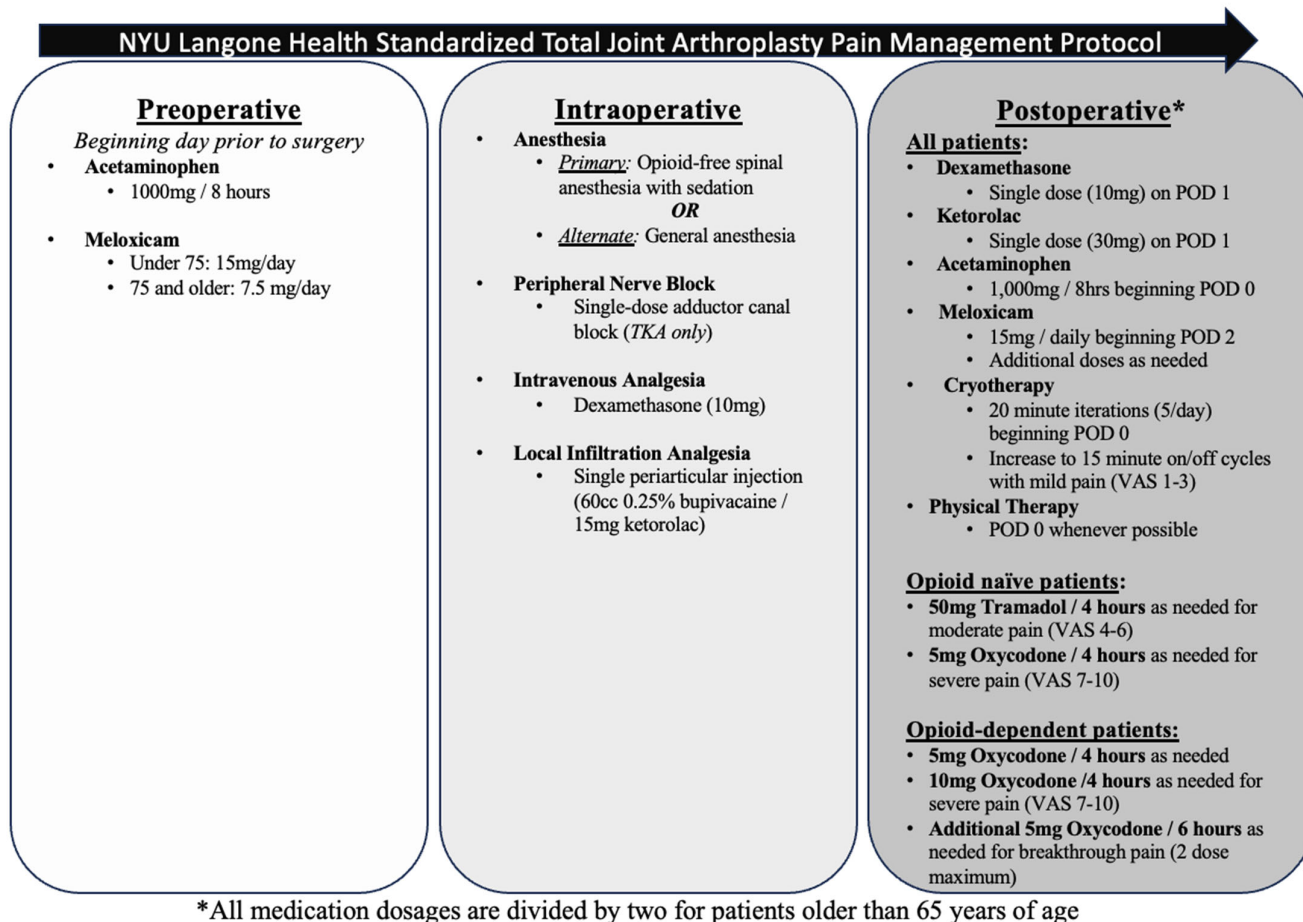 NYU Langone Health Standardized Total Joint Arthroplasty Pain Management Protocol
Preoperative
Beginning day prior to surgery
• Acetaminophen
• 1000mg / 8 hours
• Meloxicam
• Under 75: 15mg/day
• 75 and older: 7.5 mg/day
Intraoperative
• Anesthesia
• Primary: Opioid-free spinal
anesthesia with sedation
OR
• Alternate: General anesthesia
• Peripheral Nerve Block
• Single-dose adductor canal
block (TKA only)
• Intravenous Analgesia
• Dexamethasone (10mg)
• Local Infiltration Analgesia
• Single periarticular injection
(60cc 0.25% bupivacaine /
15mg ketorolac)
Postoperative*
All patients:
• Dexamethasone
• Single dose (10mg) on POD 1
• Ketorolac
• Single dose (30mg) on POD 1
• Acetaminophen
• 1,000mg / 8hrs beginning POD 0
• Meloxicam
• 15mg / daily beginning POD 2
• Additional doses as needed
• Cryotherapy
• 20 minute iterations (5/day)
beginning POD 0
• Increase to 15 minute on/off cycles
with mild pain (VAS 1-3)
• Physical Therapy
• POD 0 whenever possible
Opioid naïve patients:
• 50mg Tramadol / 4 hours as needed for
moderate pain (VAS 4-6)
• 5mg Oxycodone / 4 hours as needed for
severe pain (VAS 7-10)
Opioid-dependent patients:
• 5mg Oxycodone / 4 hours as needed
• 10mg Oxycodone /4 hours as needed for
severe pain (VAS 7-10)
• Additional 5mg Oxycodone / 6 hours as
needed for breakthrough pain (2 dose
maximum)
*All medication dosages are divided by two for patients older than 65 years of age